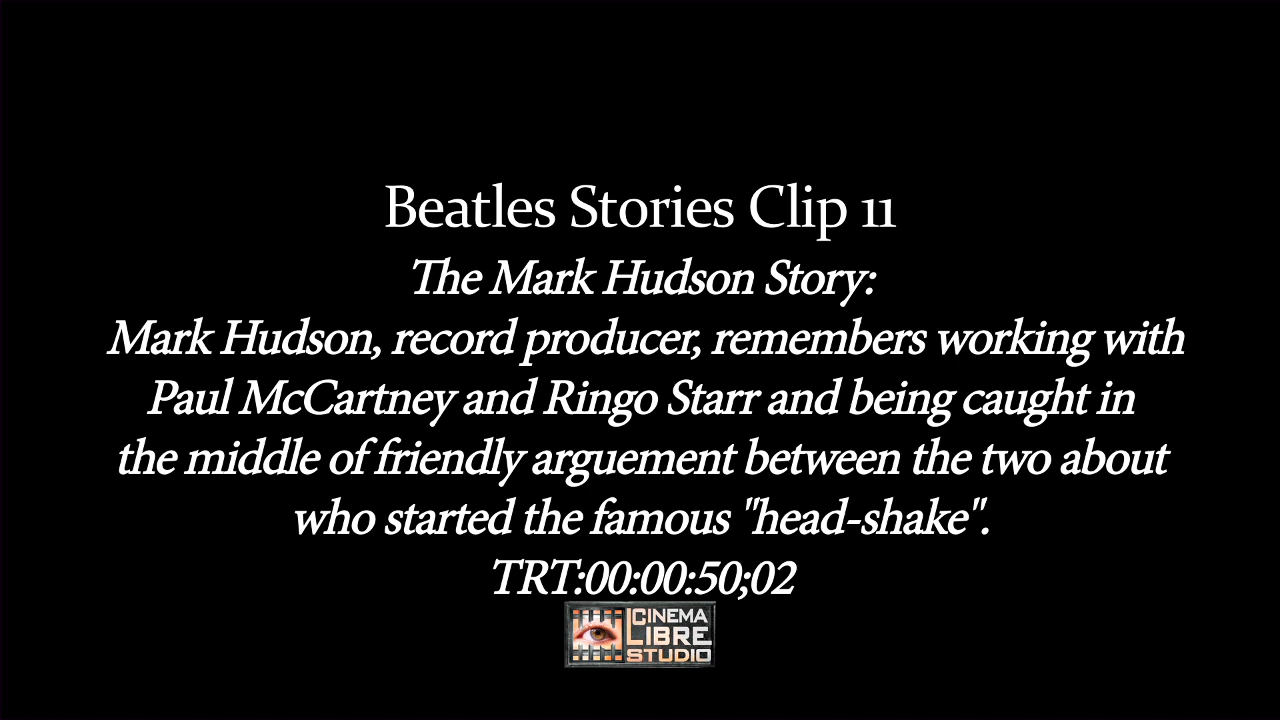 Beatles Stories Clip 11
The Mark Hudson Story:
Mark Hudson, record producer, remembers working with
Paul McCartney and Ringo Starr and being caught in
the middle of friendly arguement between the two about
who started the famous "head-shake".
TRT:00:00:50;02
CINEMA
LIBRE
STUDIO